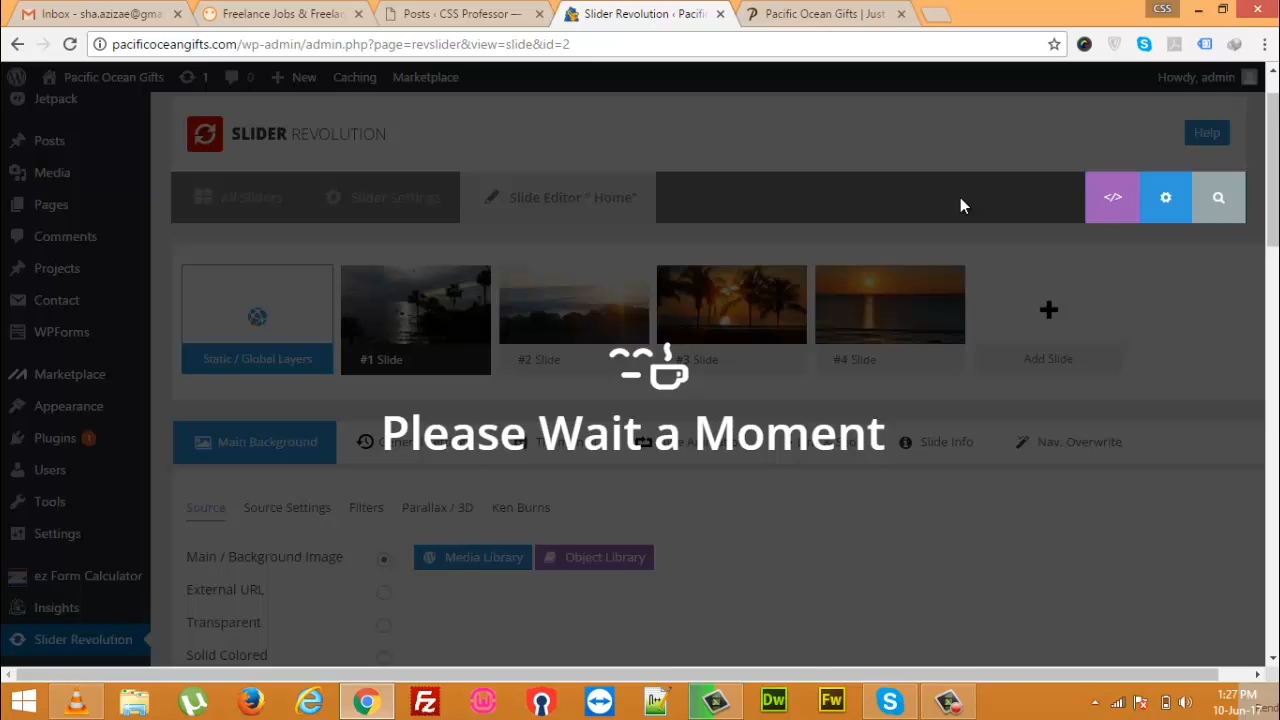 Inbox - sha.azizae@gma
Freelance Jobs & Freelan
Posts ‹ CSS Professor —
Slider Revolution ‹ Pacifi
Pacific Ocean Gifts | Just
CSS
pacificoceangifts.com/wp-admin/admin.php?page=revslider&view=slide&id=2
Pacific Ocean Gifts
1
0
New
Caching
Marketplace
Howdy, admin
Jetpack
Posts
Media
Pages
Comments
Projects
Contact
WPForms
Marketplace
Appearance
Plugins 1
Users
Tools
Settings
ez Form Calculator
Insights
Slider Revolution
SLIDER REVOLUTION
Help
All Sliders
Slider Settings
Slide Editor " Home"
Static / Global Layers
#1 Slide
#2 Slide
#3 Slide
#4 Slide
Add Slide
Please Wait a Moment
Main Background
Slide Info
Nav. Overwrite
Source
Source Settings
Filters
Parallax / 3D
Ken Burns
Main / Background Image
Media Library
Object Library
External URL
Transparent
Solid Colored
1:27 PM
10-Jun-17